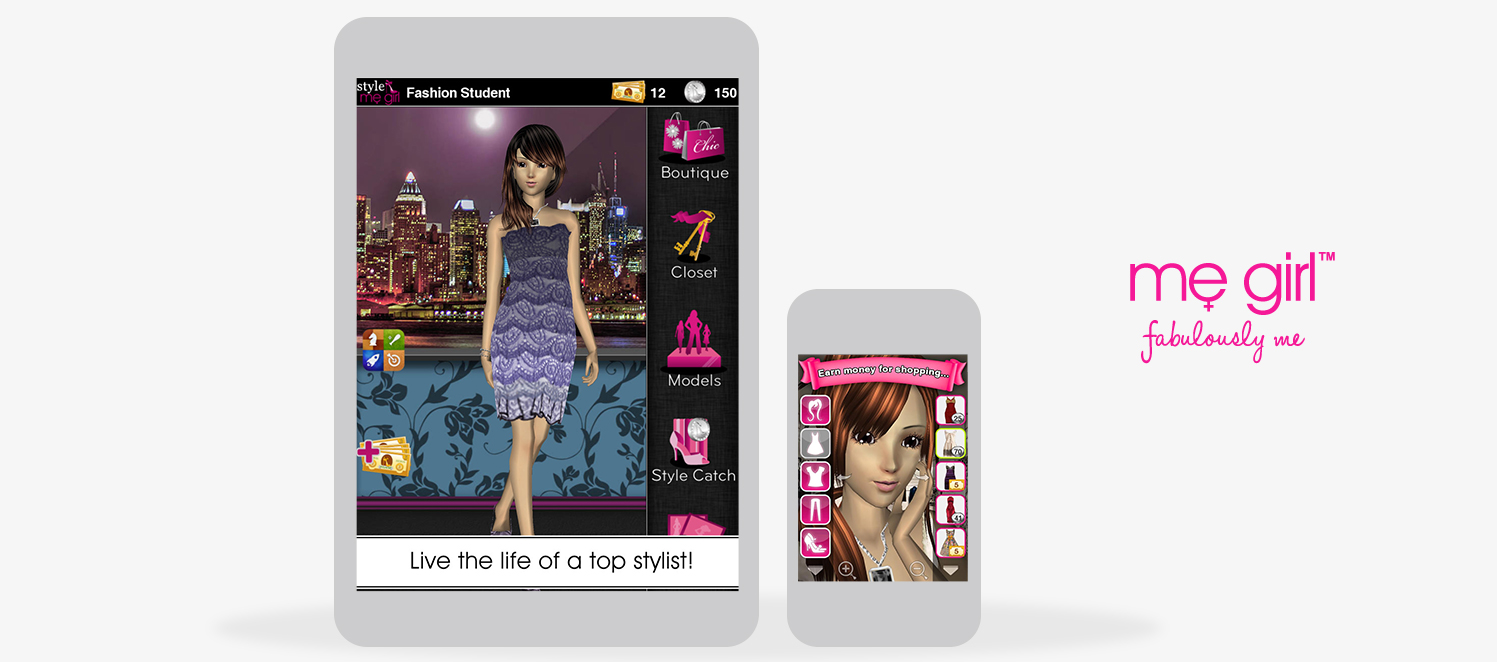 style
me girl
Fashion Student
12
150
Chic
Boutique
Closet
Models
Style Catch
Live the life of a top stylist!
Earn money for shopping...
25
70
5
41
5
me girl™
fabulously me